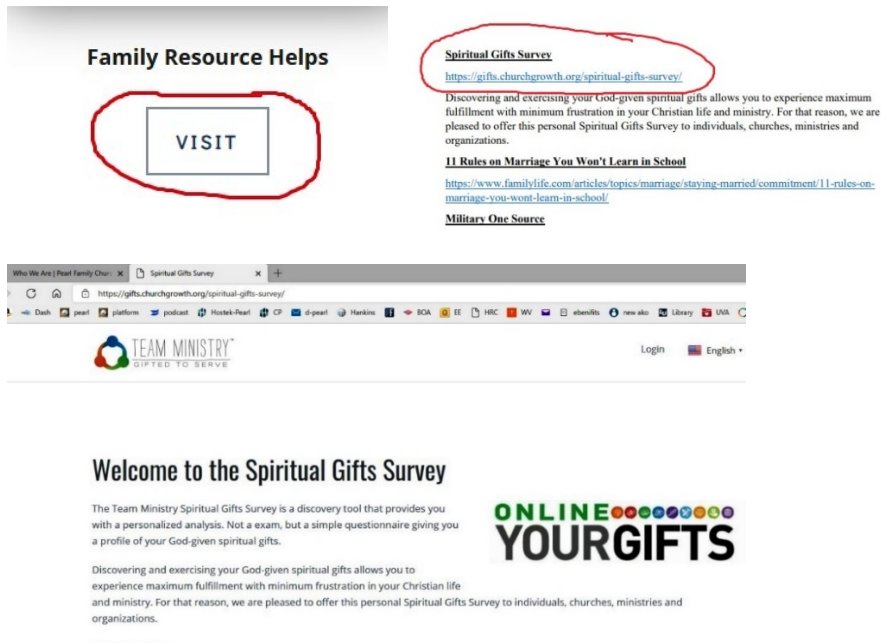 Family Resource Helps
VISIT
Spiritual Gifts Survey
https://gifts.churchgrowth.org/spiritual-gifts-survey/
Discovering and exercising your God-given spiritual gifts allows you to experience maximum
fulfillment with minimum frustration in your Christian life and ministry. For that reason, we are
pleased to offer this personal Spiritual Gifts Survey to individuals, churches, ministries and
organizations.
11 Rules on Marriage You Won't Learn in School
https://www.familylife.com/articles/topics/marriage/staying-married/commitment/11-rules-on-
marriage-you-wont-learn-in-school/
Military One Source
Who We Are | Pearl Family Chur Spiritual Gifts Survey
https://gifts.churchgrowth.org/spiritual-gifts-survey/
Dash pearl platform podcast Hostek-Pearl CP d-pearl Hankins BOA EE HRC WV ebenifits new ako Library UVA
TEAM MINISTRY
GIFTED TO SERVE
Login English
Welcome to the Spiritual Gifts Survey
The Team Ministry Spiritual Gifts Survey is a discovery tool that provides you
with a personalized analysis. Not a exam, but a simple questionnaire giving you
a profile of your God-given spiritual gifts.
ONLINE
YOURGIFTS
Discovering and exercising your God-given spiritual gifts allows you to
experience maximum fulfillment with minimum frustration in your Christian life
and ministry. For that reason, we are pleased to offer this personal Spiritual Gifts Survey to individuals, churches, ministries and
organizations.